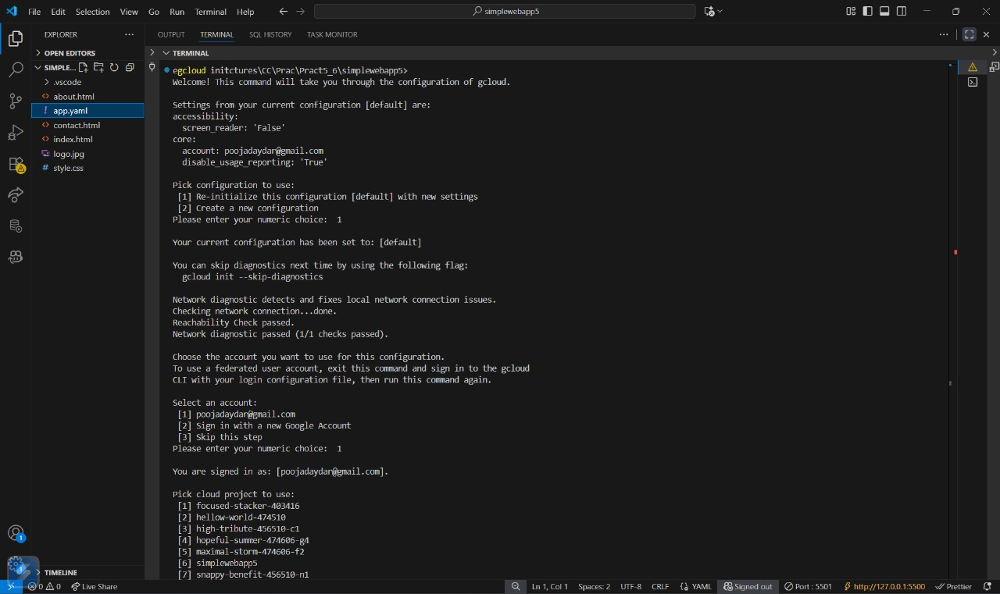 File Edit Selection View Go Run Terminal Help
simplewebapp5
EXPLORER
OPEN EDITORS
SIMPLE...
.vscode
about.html
! app.yaml
contact.html
index.html
logo.jpg
# style.css
TIMELINE
OUTPUT TERMINAL SQL HISTORY TASK MONITOR
TERMINAL
egcloud initctures\CC\Prac\Pract5_6\simplewebapp5>
Welcome! This command will take you through the configuration of gcloud.
Settings from your current configuration [default] are:
accessibility:
screen_reader: 'False'
core:
account: poojadaydar@gmail.com
disable_usage_reporting: 'True'
Pick configuration to use:
[1] Re-initialize this configuration [default] with new settings
[2] Create a new configuration
Please enter your numeric choice: 1
Your current configuration has been set to: [default]
You can skip diagnostics next time by using the following flag:
gcloud init --skip-diagnostics
Network diagnostic detects and fixes local network connection issues.
Checking network connection...done.
Reachability Check passed.
Network diagnostic passed (1/1 checks passed).
Choose the account you want to use for this configuration.
To use a federated user account, exit this command and sign in to the gcloud
CLI with your login configuration file, then run this command again.
Select an account:
[1] poojadaydar@gmail.com
[2] Sign in with a new Google Account
[3] Skip this step
Please enter your numeric choice: 1
You are signed in as: [poojadaydar@gmail.com].
Pick cloud project to use:
[1] focused-stacker-403416
[2] hellow-world-474510
[3] high-tribute-456510-c1
[4] hopeful-summer-474606-g4
[5] maximal-storm-474606-f2
[6] simplewebapp5
[7] snappy-benefit-456510-n1
1
1
0 0 Live Share
Ln 1, Col 1 Spaces: 2 UTF-8 CRLF YAML Signed out Port : 5501 http://127.0.0.1:5500 Prettier